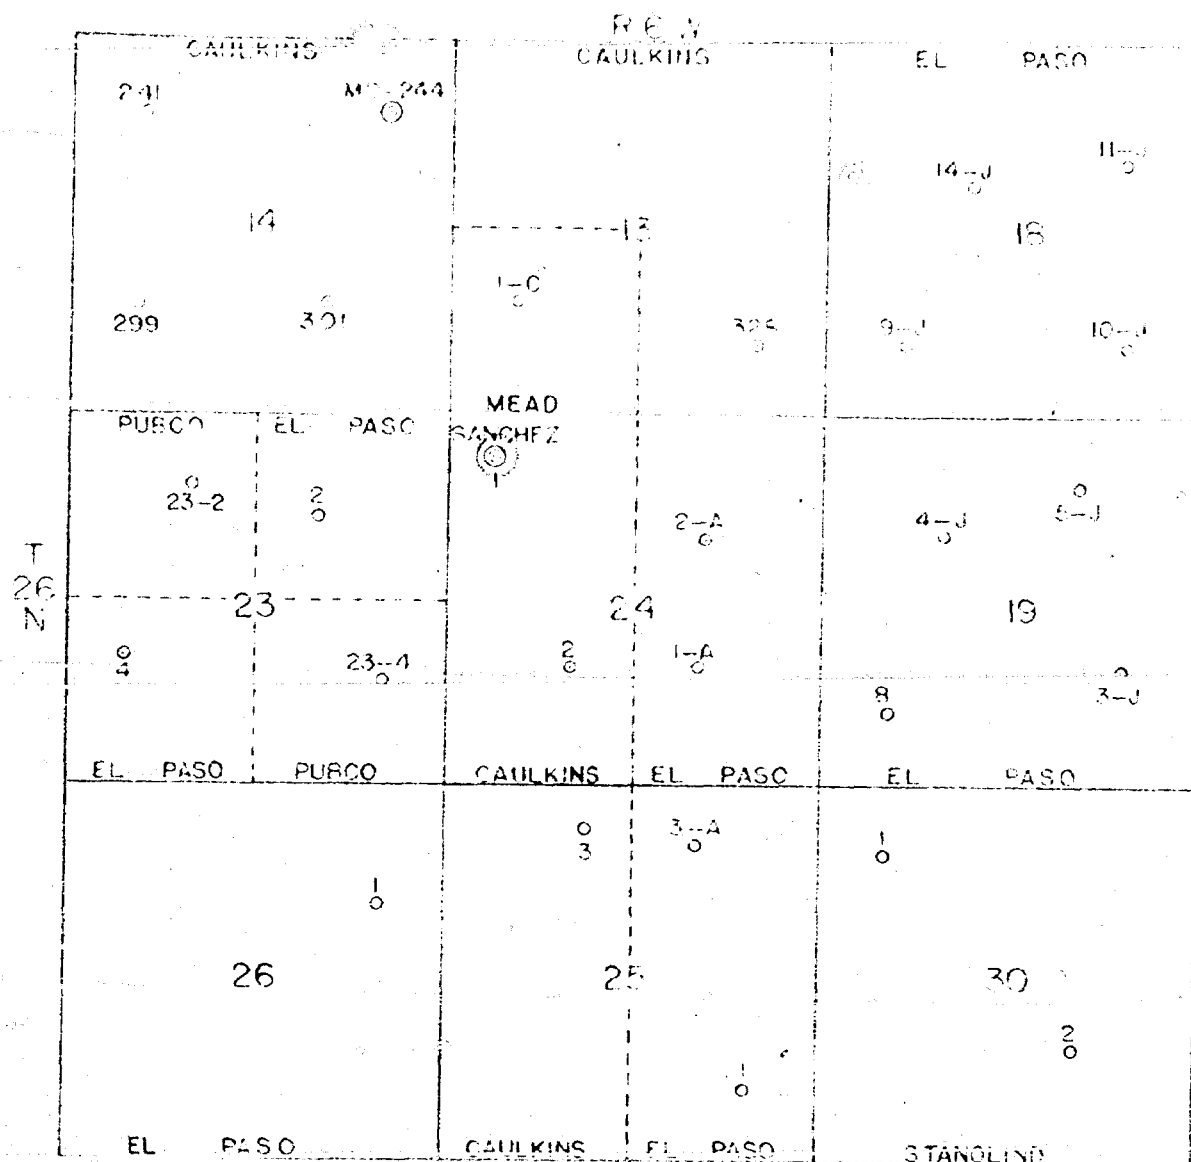 R 6 W
CAULKINS CAULKINS EL PASO
241 MC-244
11-J
14-J
14 13 18
1-C
299 301 9-J 10-J
MEAD
PUBCO EL PASO SANCHEZ
1
23-2 2
2-A 4-J 5-J
T
26
N
23 24 19
4 23-4 2 1-A
8 3-J
EL PASO PUBCO CAULKINS EL PASO EL PASO
3 3-A 1
1
26 25 30
2
1
EL PASO CAULKINS EL PASO STANOLIND